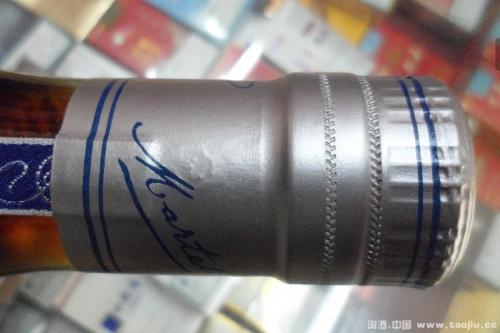 Martel
淘酒.中国 www.taojiu.cc